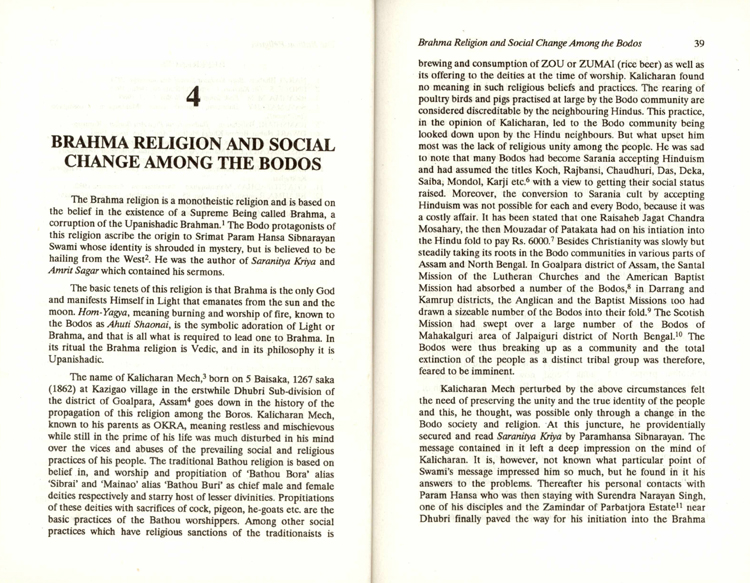 4
BRAHMA RELIGION AND SOCIAL
CHANGE AMONG THE BODOS
The Brahma religion is a monotheistic religion and is based on
the belief in the existence of a Supreme Being called Brahma, a
corruption of the Upanishadic Brahman.1 The Bodo protagonists of
this religion ascribe the origin to Srimat Param Hansa Sibnarayan
Swami whose identity is shrouded in mystery, but is believed to be
hailing from the West2. He was the author of Saranitya Kriya and
Amrit Sagar which contained his sermons.
The basic tenets of this religion is that Brahma is the only God
and manifests Himself in Light that emanates from the sun and the
moon. Hom-Yagya, meaning burning and worship of fire, known to
the Bodos as Ahuti Shaonai, is the symbolic adoration of Light or
Brahma, and that is all what is required to lead one to Brahma. In
its ritual the Brahma religion is Vedic, and in its philosophy it is
Upanishadic.
The name of Kalicharan Mech,3 born on 5 Baisaka, 1267 saka
(1862) at Kazigao village in the erstwhile Dhubri Sub-division of
the district of Goalpara, Assam4 goes down in the history of the
propagation of this religion among the Boros. Kalicharan Mech,
known to his parents as OKRA, meaning restless and mischievous
while still in the prime of his life was much disturbed in his mind
over the vices and abuses of the prevailing social and religious
practices of his people. The traditional Bathou religion is based on
belief in, and worship and propitiation of 'Bathou Bora' alias
'Sibrai' and 'Mainao' alias 'Bathou Buri' as chief male and female
deities respectively and starry host of lesser divinities. Propitiations
of these deities with sacrifices of cock, pigeon, he-goats etc. are the
basic practices of the Bathou worshippers. Among other social
practices which have religious sanctions of the traditionaists is
Brahma Religion and Social Change Among the Bodos 39
brewing and consumption of ZOU or ZUMAI (rice beer) as well as
its offering to the deities at the time of worship. Kalicharan found
no meaning in such religious beliefs and practices. The rearing of
poultry birds and pigs practised at large by the Bodo community are
considered discreditable by the neighbouring Hindus. This practice,
in the opinion of Kalicharan, led to the Bodo community being
looked down upon by the Hindu neighbours. But what upset him
most was the lack of religious unity among the people. He was sad
to note that many Bodos had become Sarania accepting Hinduism
and had assumed the titles Koch, Rajbansi, Chaudhuri, Das, Deka,
Saiba, Mondol, Karji etc.6 with a view to getting their social status
raised. Moreover, the conversion to Sarania cult by accepting
Hinduism was not possible for each and every Bodo, because it was
a costly affair. It has been stated that one Raisaheb Jagat Chandra
Mosahary, the then Mouzadar of Patakata had on his intiation into
the Hindu fold to pay Rs. 6000.7 Besides Christianity was slowly but
steadily taking its roots in the Bodo communities in various parts of
Assam and North Bengal. In Goalpara district of Assam, the Santal
Mission of the Lutheran Churches and the American Baptist
Mission had absorbed a number of the Bodos,8 in Darrang and
Kamrup districts, the Anglican and the Baptist Missions too had
drawn a sizeable number of the Bodos into their fold.9 The Scotish
Mission had swept over a large number of the Bodos of
Mahakalguri area of Jalpaiguri district of North Bengal.10 The
Bodos were thus breaking up as a community and the total
extinction of the people as a distinct tribal group was therefore,
feared to be imminent.
Kalicharan Mech perturbed by the above circumstances felt
the need of preserving the unity and the true identity of the people
and this, he thought, was possible only through a change in the
Bodo society and religion. At this juncture, he providentially
secured and read Saranitya Kriya by Paramhansa Sibnarayan. The
message contained in it left a deep impression on the mind of
Kalicharan. It is, however, not known what particular point of
Swami's message impressed him so much, but he found in it his
answers to the problems. Thereafter his personal contacts with
Param Hansa who was then staying with Surendra Narayan Singh,
one of his disciples and the Zamindar of Parbatjora Estate11 near
Dhubri finally paved the way for his initiation into the Brahma